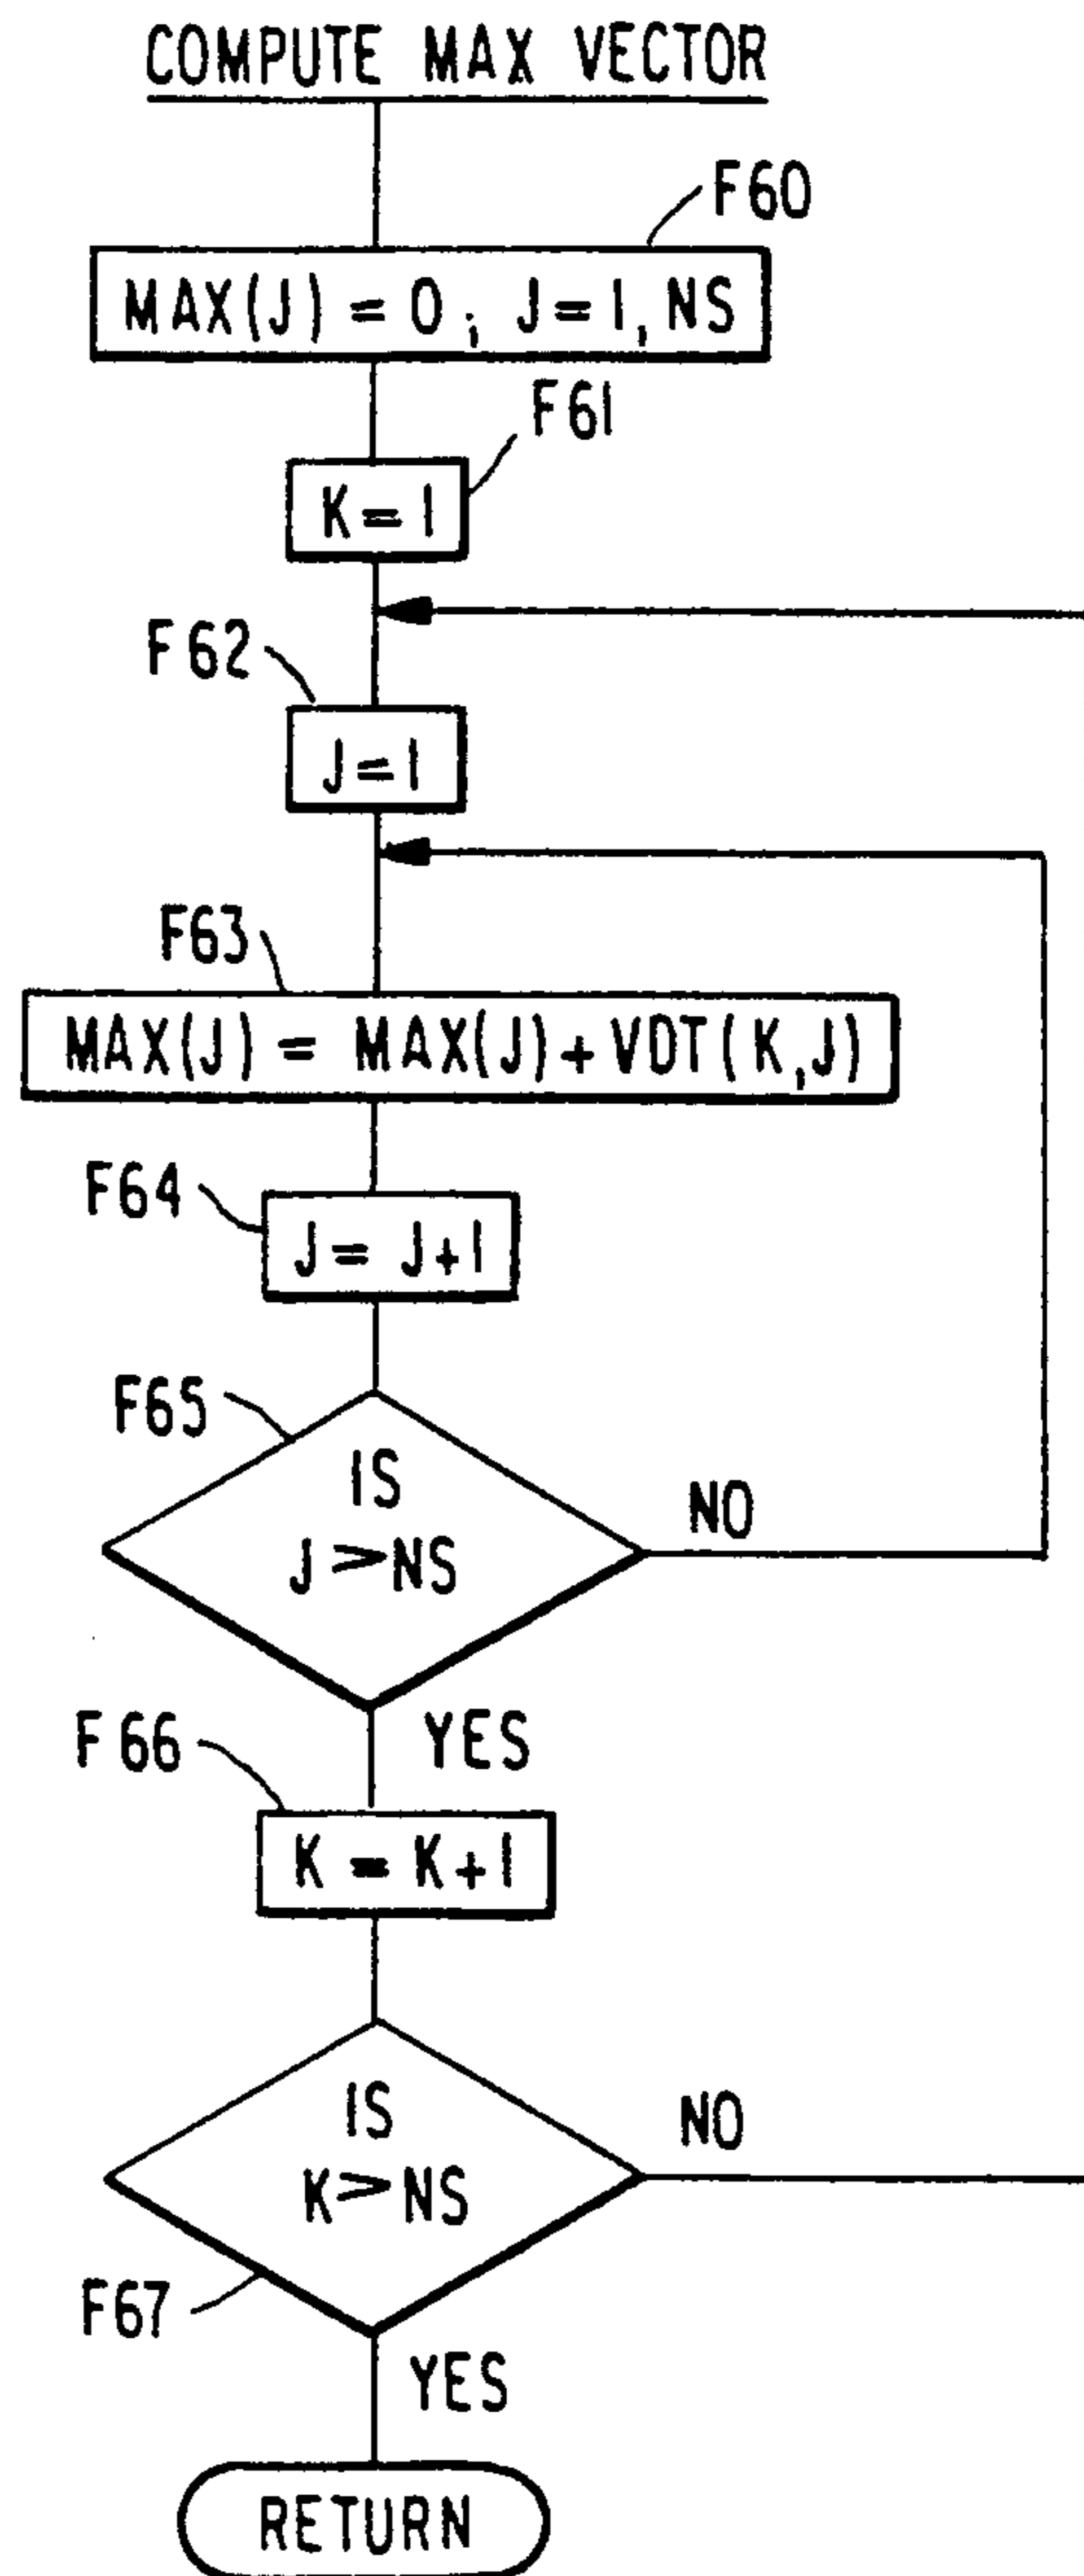 COMPUTE MAX VECTOR
F60
MAX(J) = 0; J=1,NS
F61
K=1
F62
J=1
F63
MAX(J) = MAX(J)+VDT(K,J)
F64
J= J+1
F65
IS
J>NS
NO
YES
F66
K = K+1
IS
K>NS
NO
F67
YES
RETURN